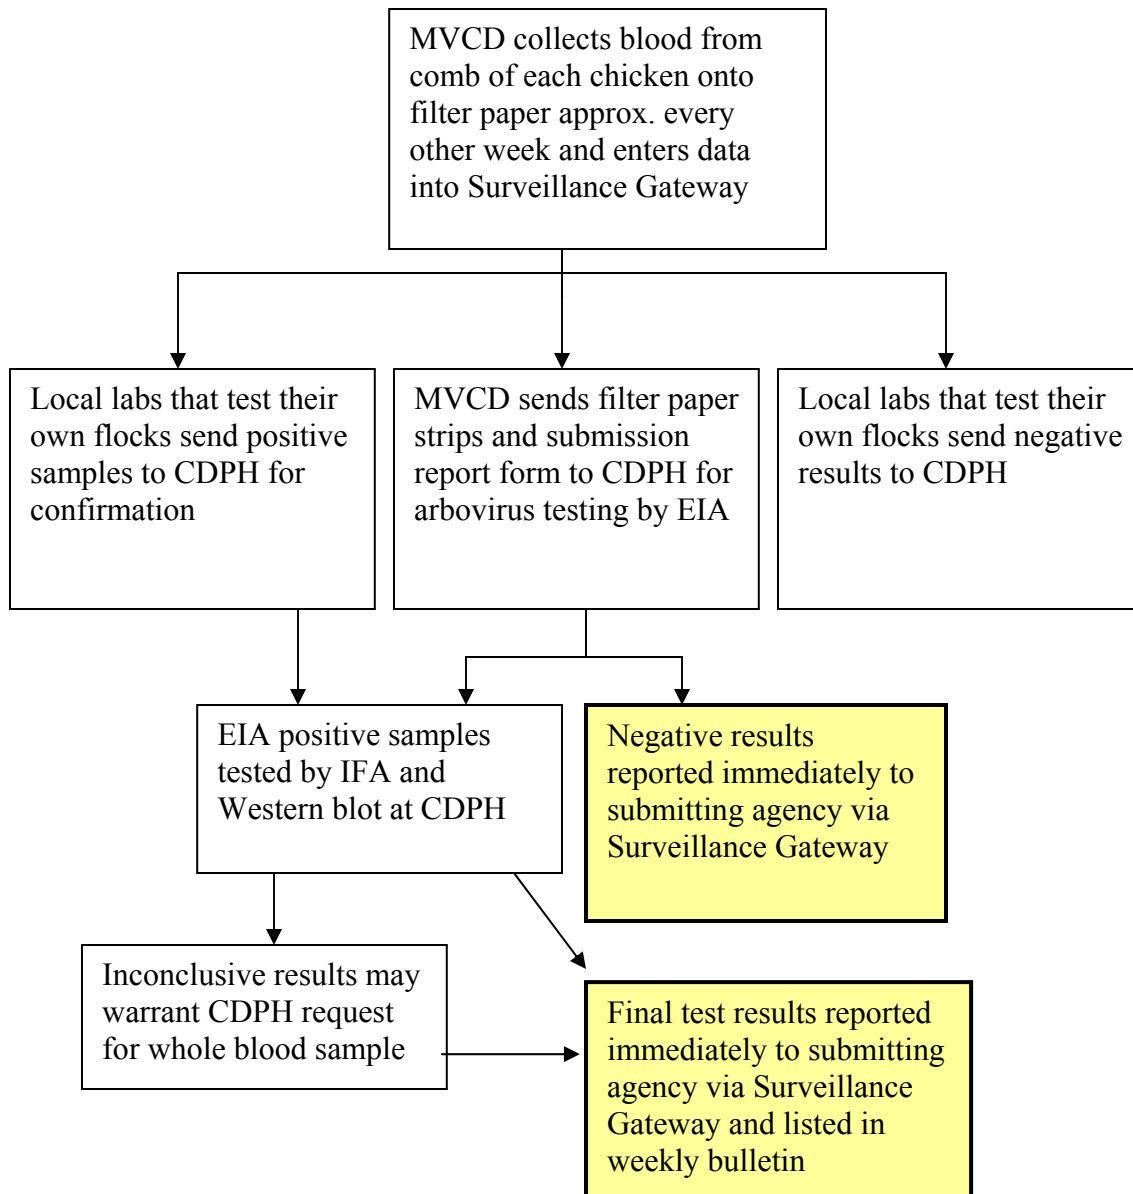 MVCD collects blood from
comb of each chicken onto
filter paper approx. every
other week and enters data
into Surveillance Gateway
Local labs that test their
own flocks send positive
samples to CDPH for
confirmation
MVCD sends filter paper
strips and submission
report form to CDPH for
arbovirus testing by EIA
Local labs that test their
own flocks send negative
results to CDPH
EIA positive samples
tested by IFA and
Western blot at CDPH
Negative results
reported immediately to
submitting agency via
Surveillance Gateway
Inconclusive results may
warrant CDPH request
for whole blood sample
Final test results reported
immediately to submitting
agency via Surveillance
Gateway and listed in
weekly bulletin